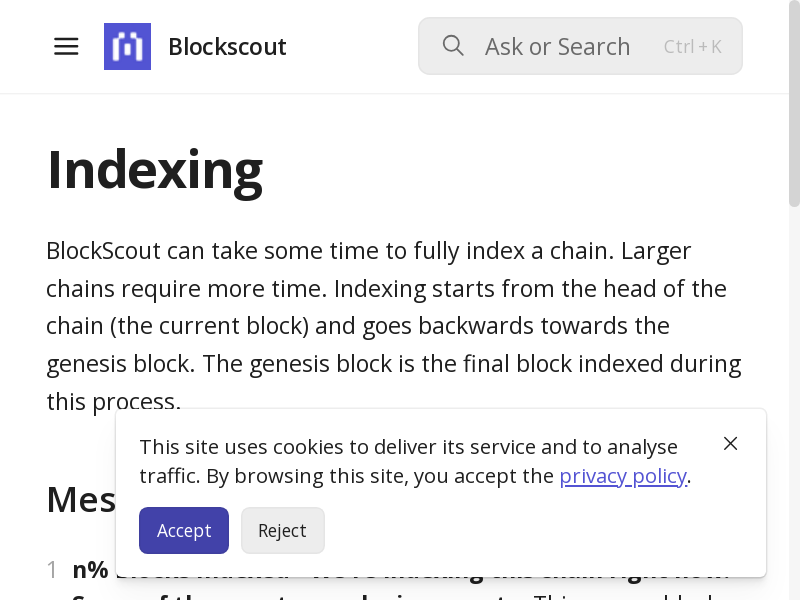 Blockscout
Ask or Search
Ctrl + K
Indexing
BlockScout can take some time to fully index a chain. Larger
chains require more time. Indexing starts from the head of the
chain (the current block) and goes backwards towards the
genesis block. The genesis block is the final block indexed during
this process.
This site uses cookies to deliver its service and to analyse
traffic. By browsing this site, you accept the privacy policy.
Accept
Reject
Mes
1
n%